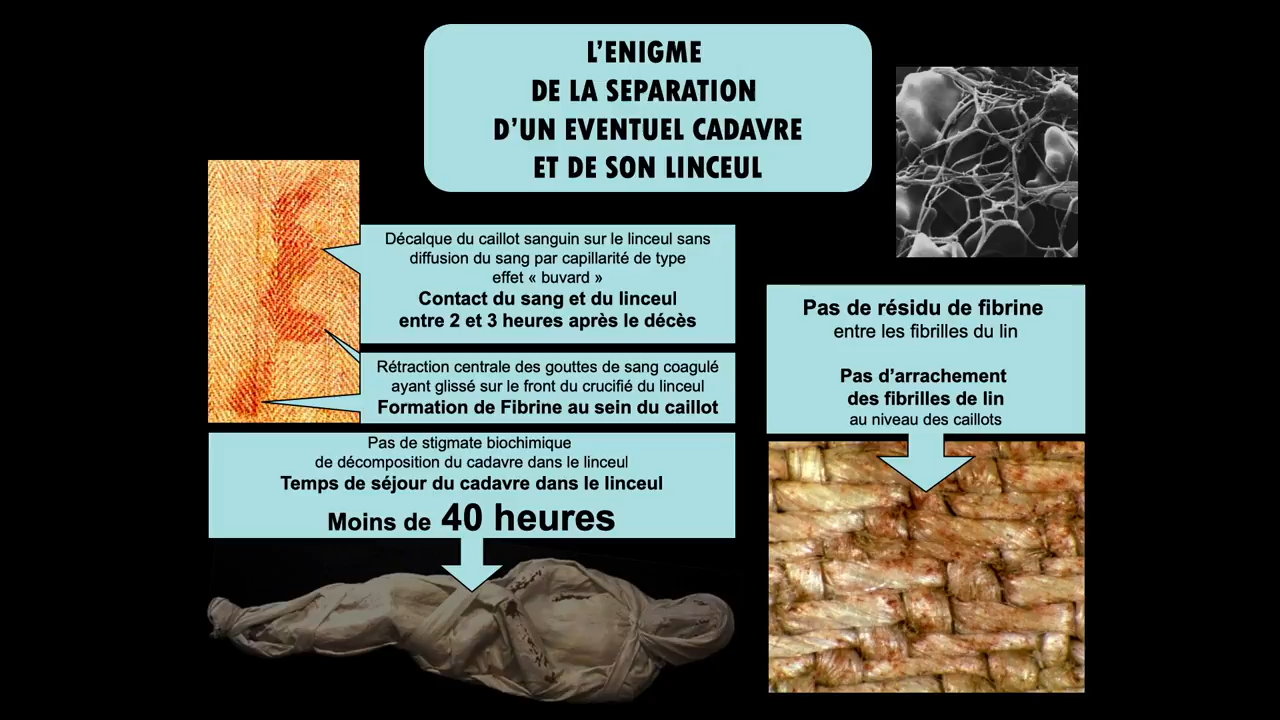 L'ENIGME
DE LA SEPARATION
D'UN EVENTUEL CADAVRE
ET DE SON LINCEUL
Décalque du caillot sanguin sur le linceul sans
diffusion du sang par capillarité de type
effet « buvard »
Contact du sang et du linceul
entre 2 et 3 heures après le décès
Rétraction centrale des gouttes de sang coagulé
ayant glissé sur le front du crucifié du linceul
Formation de Fibrine au sein du caillot
Pas de stigmate biochimique
de décomposition du cadavre dans le linceul
Temps de séjour du cadavre dans le linceul
Moins de 40 heures
Pas de résidu de fibrine
entre les fibrilles du lin
Pas d'arrachement
des fibrilles de lin
au niveau des caillots